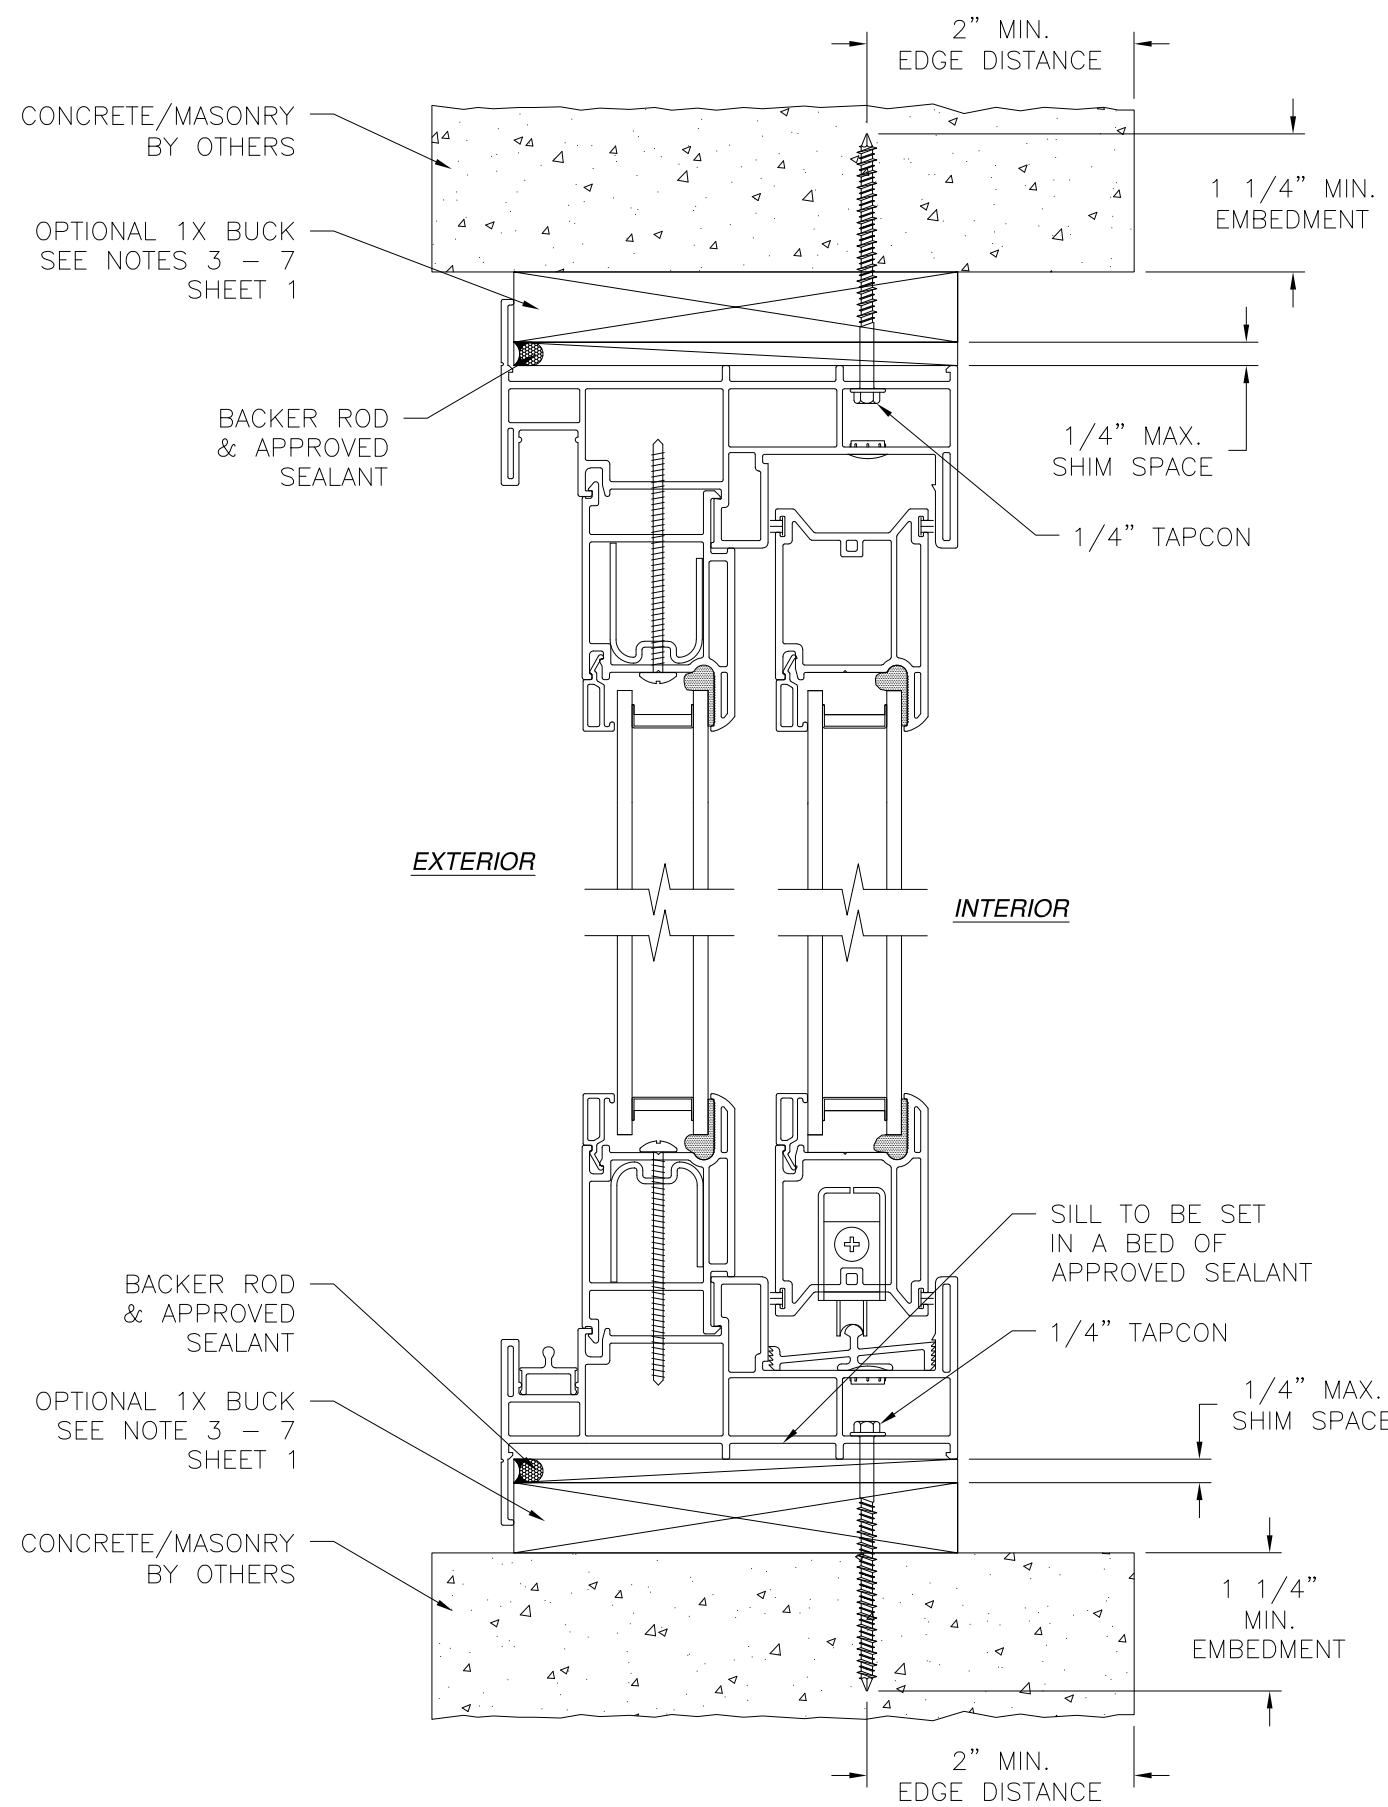 2” MIN.
EDGE DISTANCE
CONCRETE/MASONRY
BY OTHERS
1 1/4” MIN.
EMBEDMENT
OPTIONAL 1X BUCK
SEE NOTES 3 – 7
SHEET 1
BACKER ROD
& APPROVED
SEALANT
1/4” MAX.
SHIM SPACE
1/4” TAPCON
EXTERIOR
INTERIOR
SILL TO BE SET
IN A BED OF
APPROVED SEALANT
BACKER ROD
& APPROVED
SEALANT
1/4” TAPCON
OPTIONAL 1X BUCK
SEE NOTE 3 – 7
SHEET 1
1/4” MAX.
SHIM SPACE
CONCRETE/MASONRY
BY OTHERS
1 1/4”
MIN.
EMBEDMENT
2” MIN.
EDGE DISTANCE